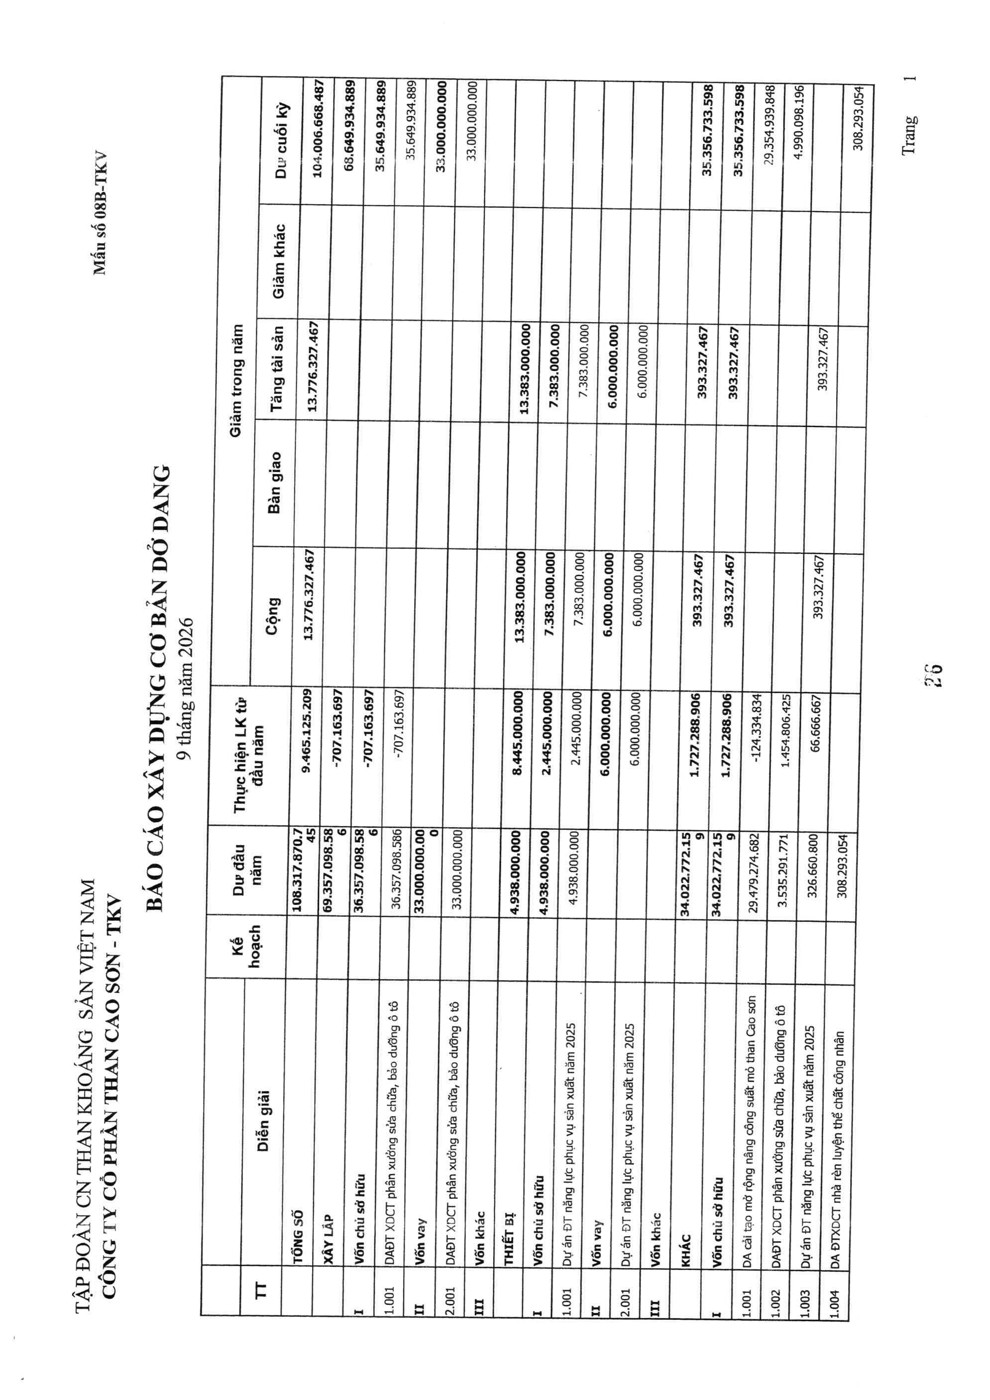 TẬP ĐOÀN CN THAN KHOÁNG SẢN VIỆT NAM
CÔNG TY CỔ PHẦN THAN CAO SƠN - TKV
Mẫu số 08B-TKV
BÁO CÁO XÂY DỰNG CƠ BẢN DỞ DANG
9 tháng năm 2026
TT | Diễn giải | Kế hoạch | Dư đầu năm | Thực hiện LK từ đầu năm | Giảm trong năm
Cộng | Bàn giao | Tăng tài sản | Giảm khác | Dư cuối kỳ
TỔNG SỐ | 108.317.870.745 | 9.465.125.209 | 13.776.327.467 | 13.776.327.467 | 104.006.668.487
XÂY LẮP | 69.357.098.586 | -707.163.697 | 68.649.934.889
I | Vốn chủ sở hữu | 36.357.098.586 | -707.163.697 | 35.649.934.889
1.001 | DAĐT XDCT phân xưởng sửa chữa, bảo dưỡng ô tô | 36.357.098.586 | -707.163.697 | 35.649.934.889
II | Vốn vay | 33.000.000.000 | 33.000.000.000
2.001 | DAĐT XDCT phân xưởng sửa chữa, bảo dưỡng ô tô | 33.000.000.000 | 33.000.000.000
III | Vốn khác
THIẾT BỊ | 4.938.000.000 | 8.445.000.000 | 13.383.000.000 | 13.383.000.000
I | Vốn chủ sở hữu | 4.938.000.000 | 2.445.000.000 | 7.383.000.000 | 7.383.000.000
1.001 | Dự án ĐT năng lực phục vụ sản xuất năm 2025 | 4.938.000.000 | 2.445.000.000 | 7.383.000.000 | 7.383.000.000
II | Vốn vay | 6.000.000.000 | 6.000.000.000 | 6.000.000.000
2.001 | Dự án ĐT năng lực phục vụ sản xuất năm 2025 | 6.000.000.000 | 6.000.000.000 | 6.000.000.000
III | Vốn khác
KHÁC | 34.022.772.159 | 1.727.288.906 | 393.327.467 | 393.327.467 | 35.356.733.598
I | Vốn chủ sở hữu | 34.022.772.159 | 1.727.288.906 | 393.327.467 | 393.327.467 | 35.356.733.598
1.001 | DA cải tạo mở rộng nâng công suất mỏ than Cao sơn | 29.479.274.682 | -124.334.834 | 29.354.939.848
1.002 | DAĐT XDCT phân xưởng sửa chữa, bảo dưỡng ô tô | 3.535.291.771 | 1.454.806.425 | 4.990.098.196
1.003 | Dự án ĐT năng lực phục vụ sản xuất năm 2025 | 326.660.800 | 66.666.667 | 393.327.467 | 393.327.467
1.004 | DA ĐTXDCT nhà rèn luyện thể chất công nhân | 308.293.054 | 308.293.054
Trang 1
26